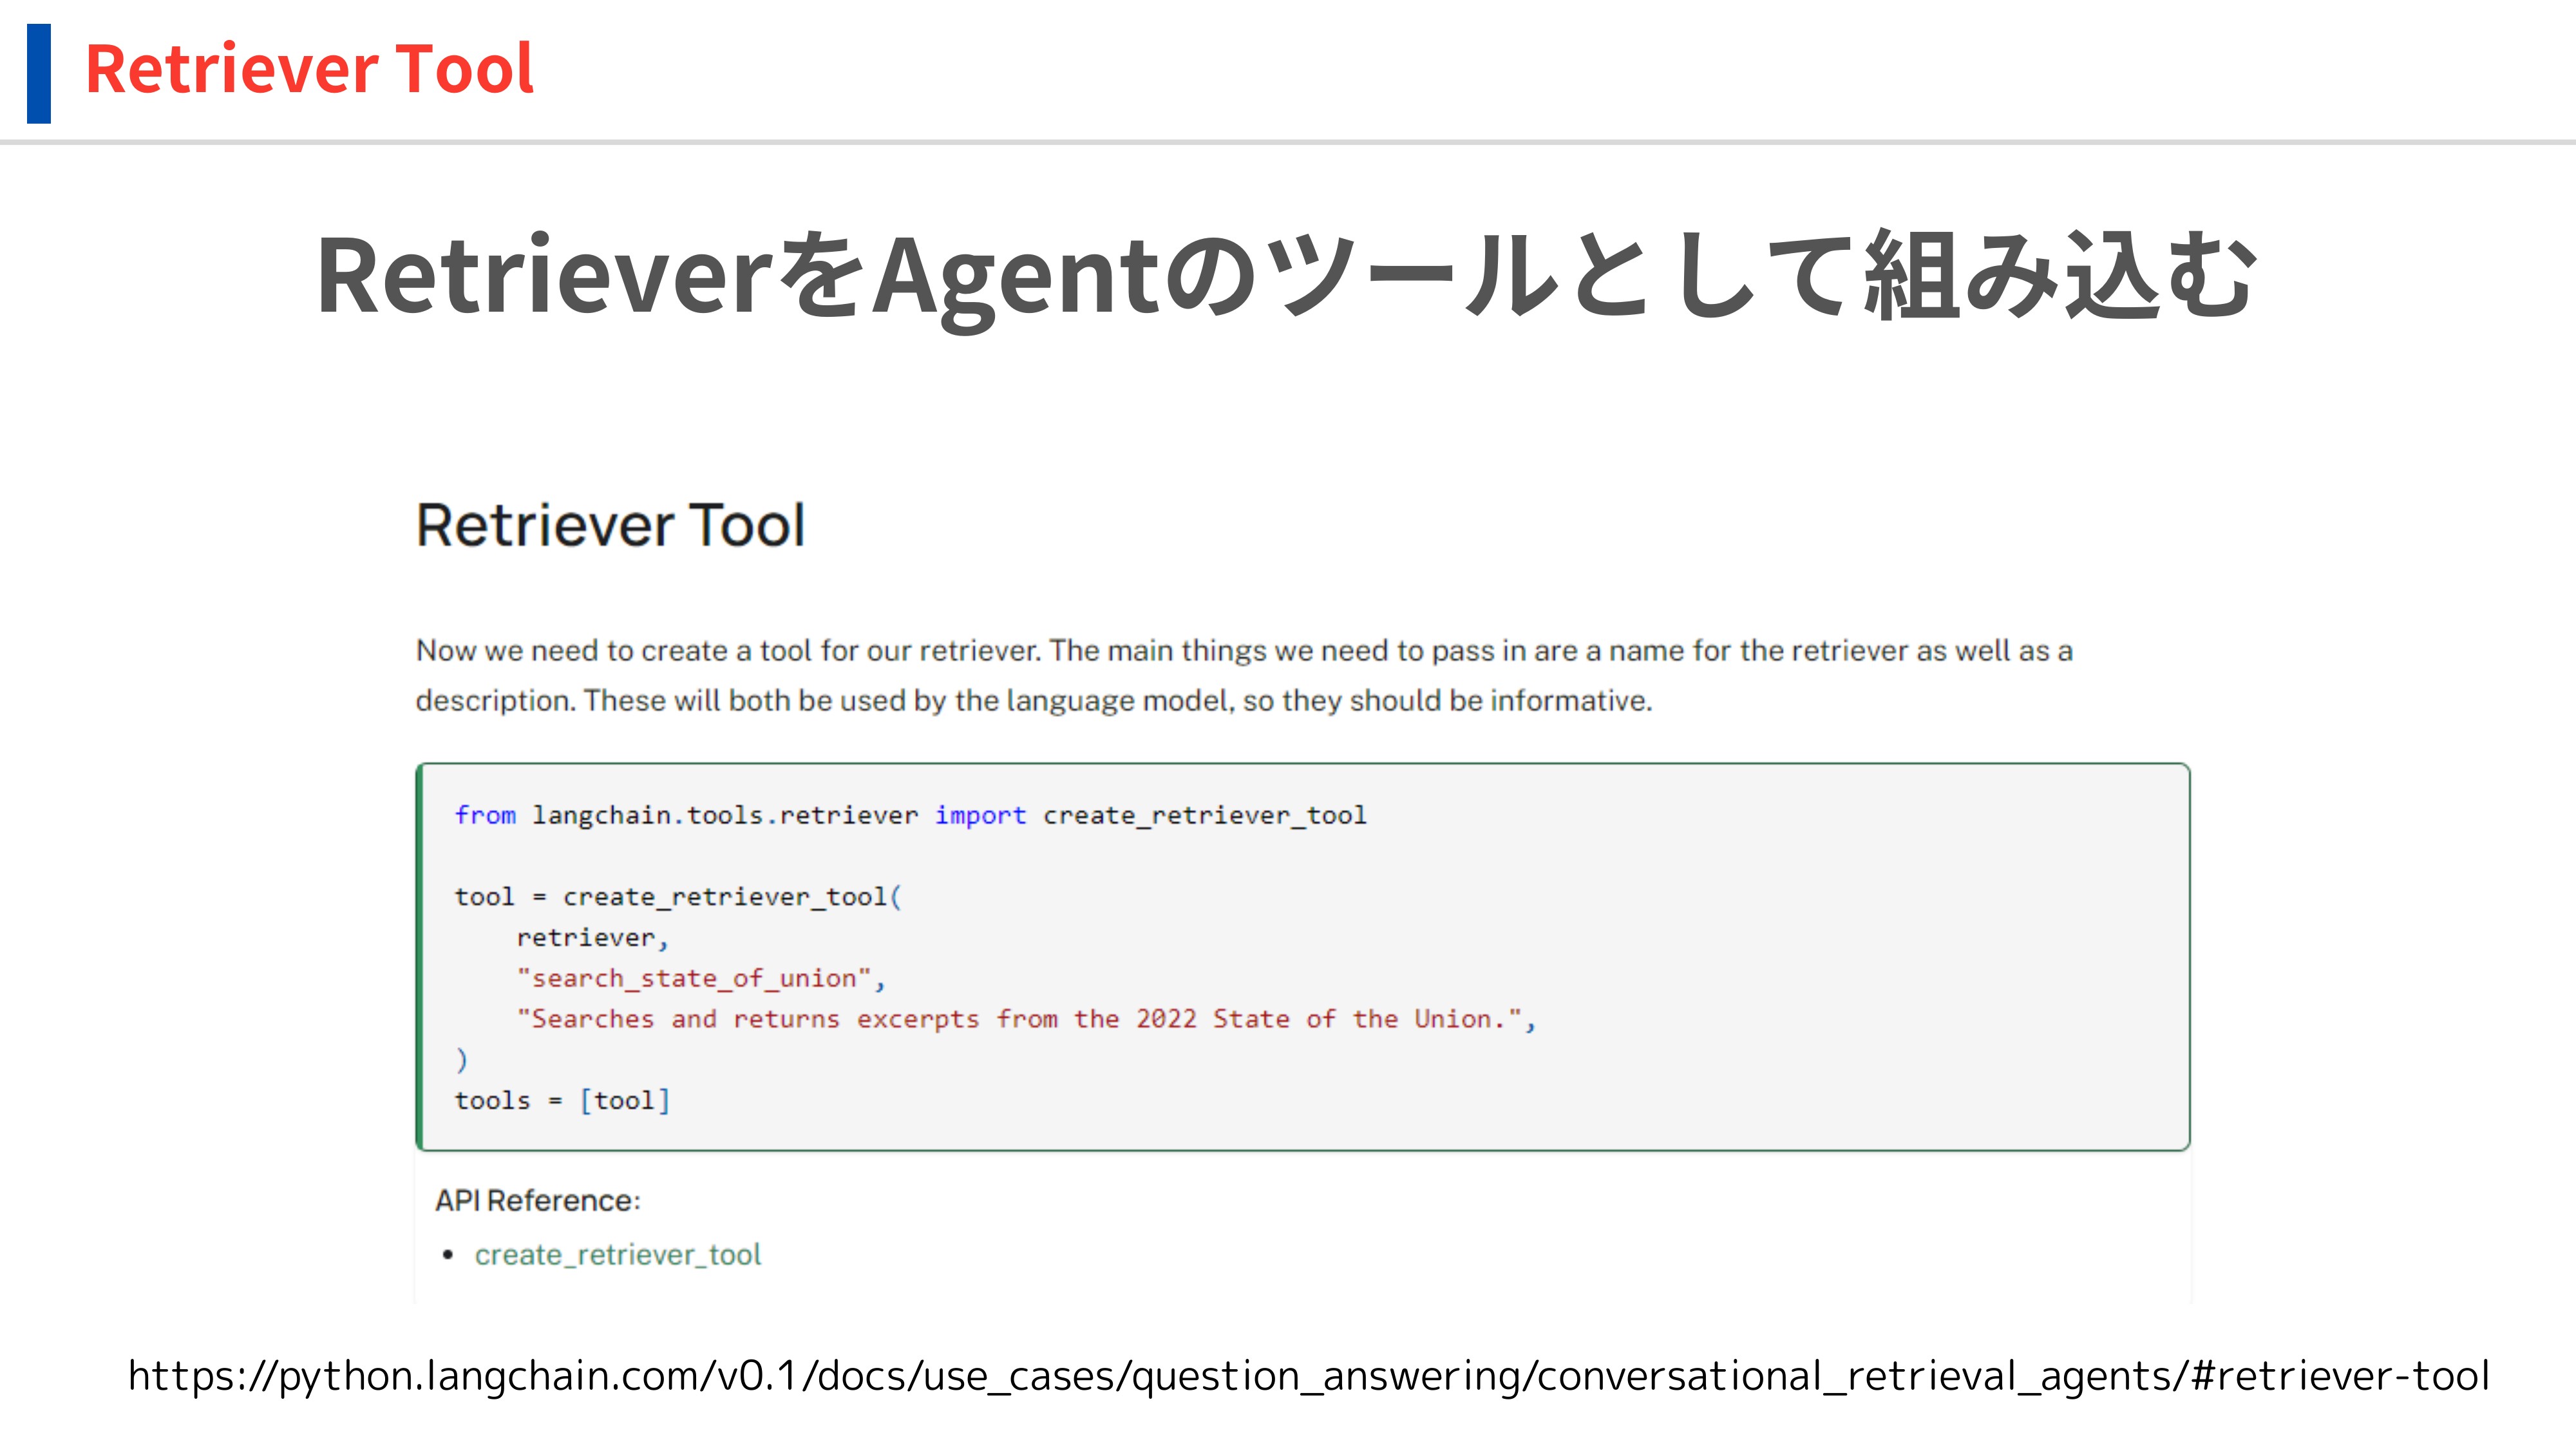 Retriever Tool
RetrieverをAgentのツールとして組み込む
Retriever Tool
Now we need to create a tool for our retriever. The main things we need to pass in are a name for the retriever as well as a
description. These will both be used by the language model, so they should be informative.
from langchain.tools.retriever import create_retriever_tool
tool = create_retriever_tool(
    retriever,
    "search_state_of_union",
    "Searches and returns excerpts from the 2022 State of the Union.",
)
tools = [tool]
API Reference:
• create_retriever_tool
https://python.langchain.com/v0.1/docs/use_cases/question_answering/conversational_retrieval_agents/#retriever-tool